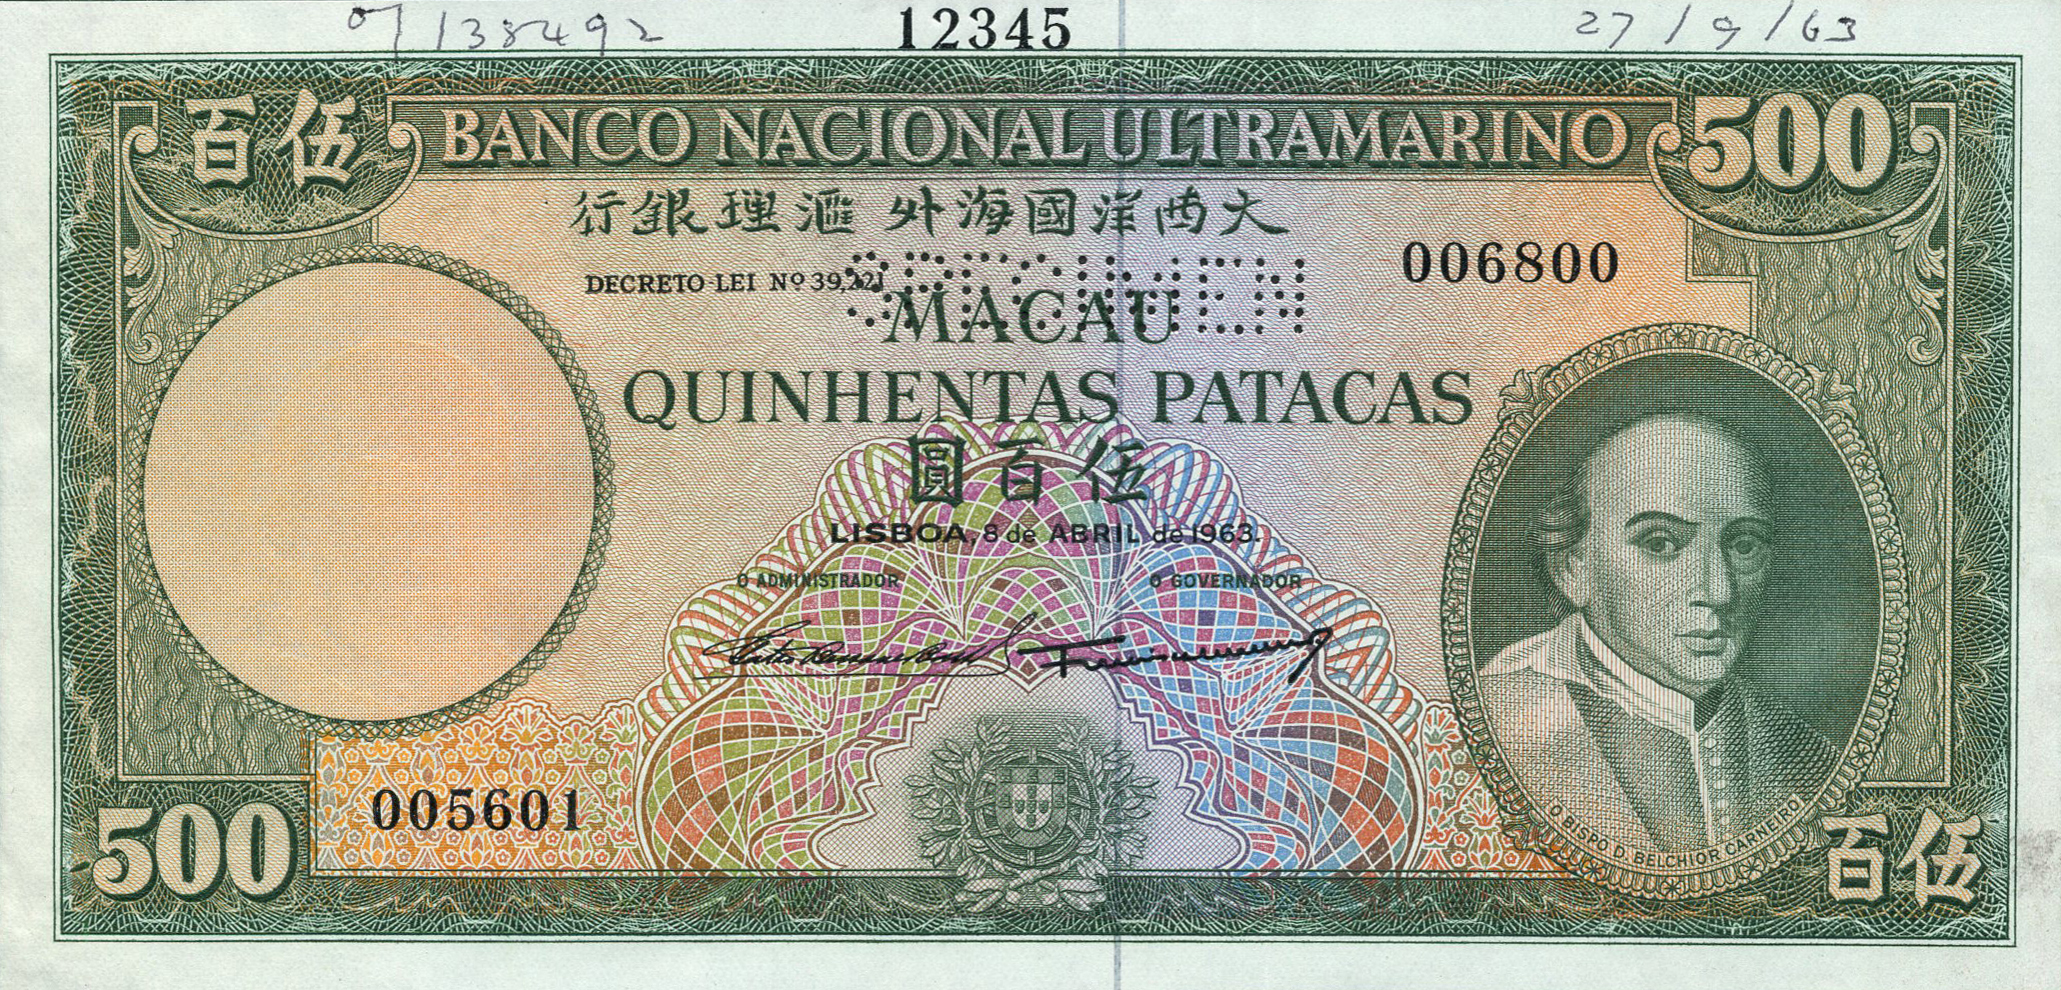 07/138492
12345
27/9/63
百伍
BANCO NACIONAL ULTRAMARINO
500
行銀理滙外海國洋西大
DECRETO-LEI Nº 39,221
SPECIMEN
006800
MACAU
QUINHENTAS PATACAS
圓百伍
LISBOA, 8 de ABRIL de 1963.
O ADMINISTRADOR
O GOVERNADOR
005601
500
O BISPO D. BELCHIOR CARNEIRO
百伍